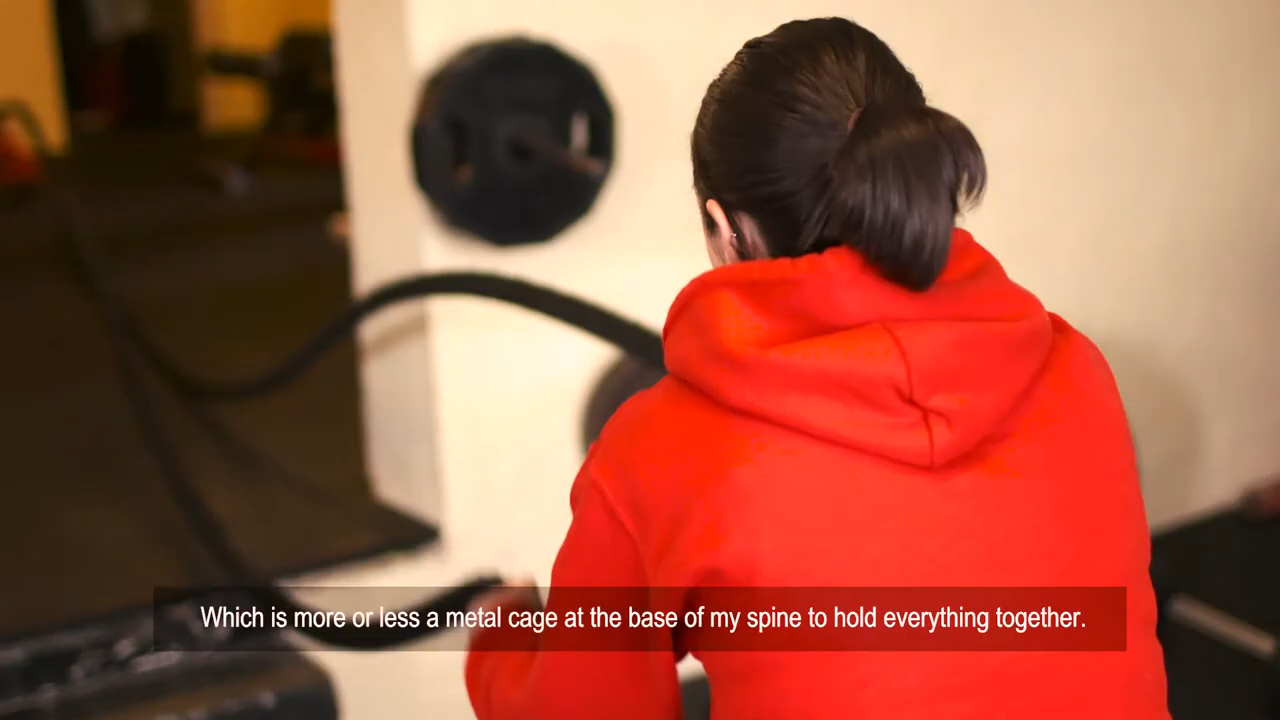 Which is more or less a metal cage at the base of my spine to hold everything together.